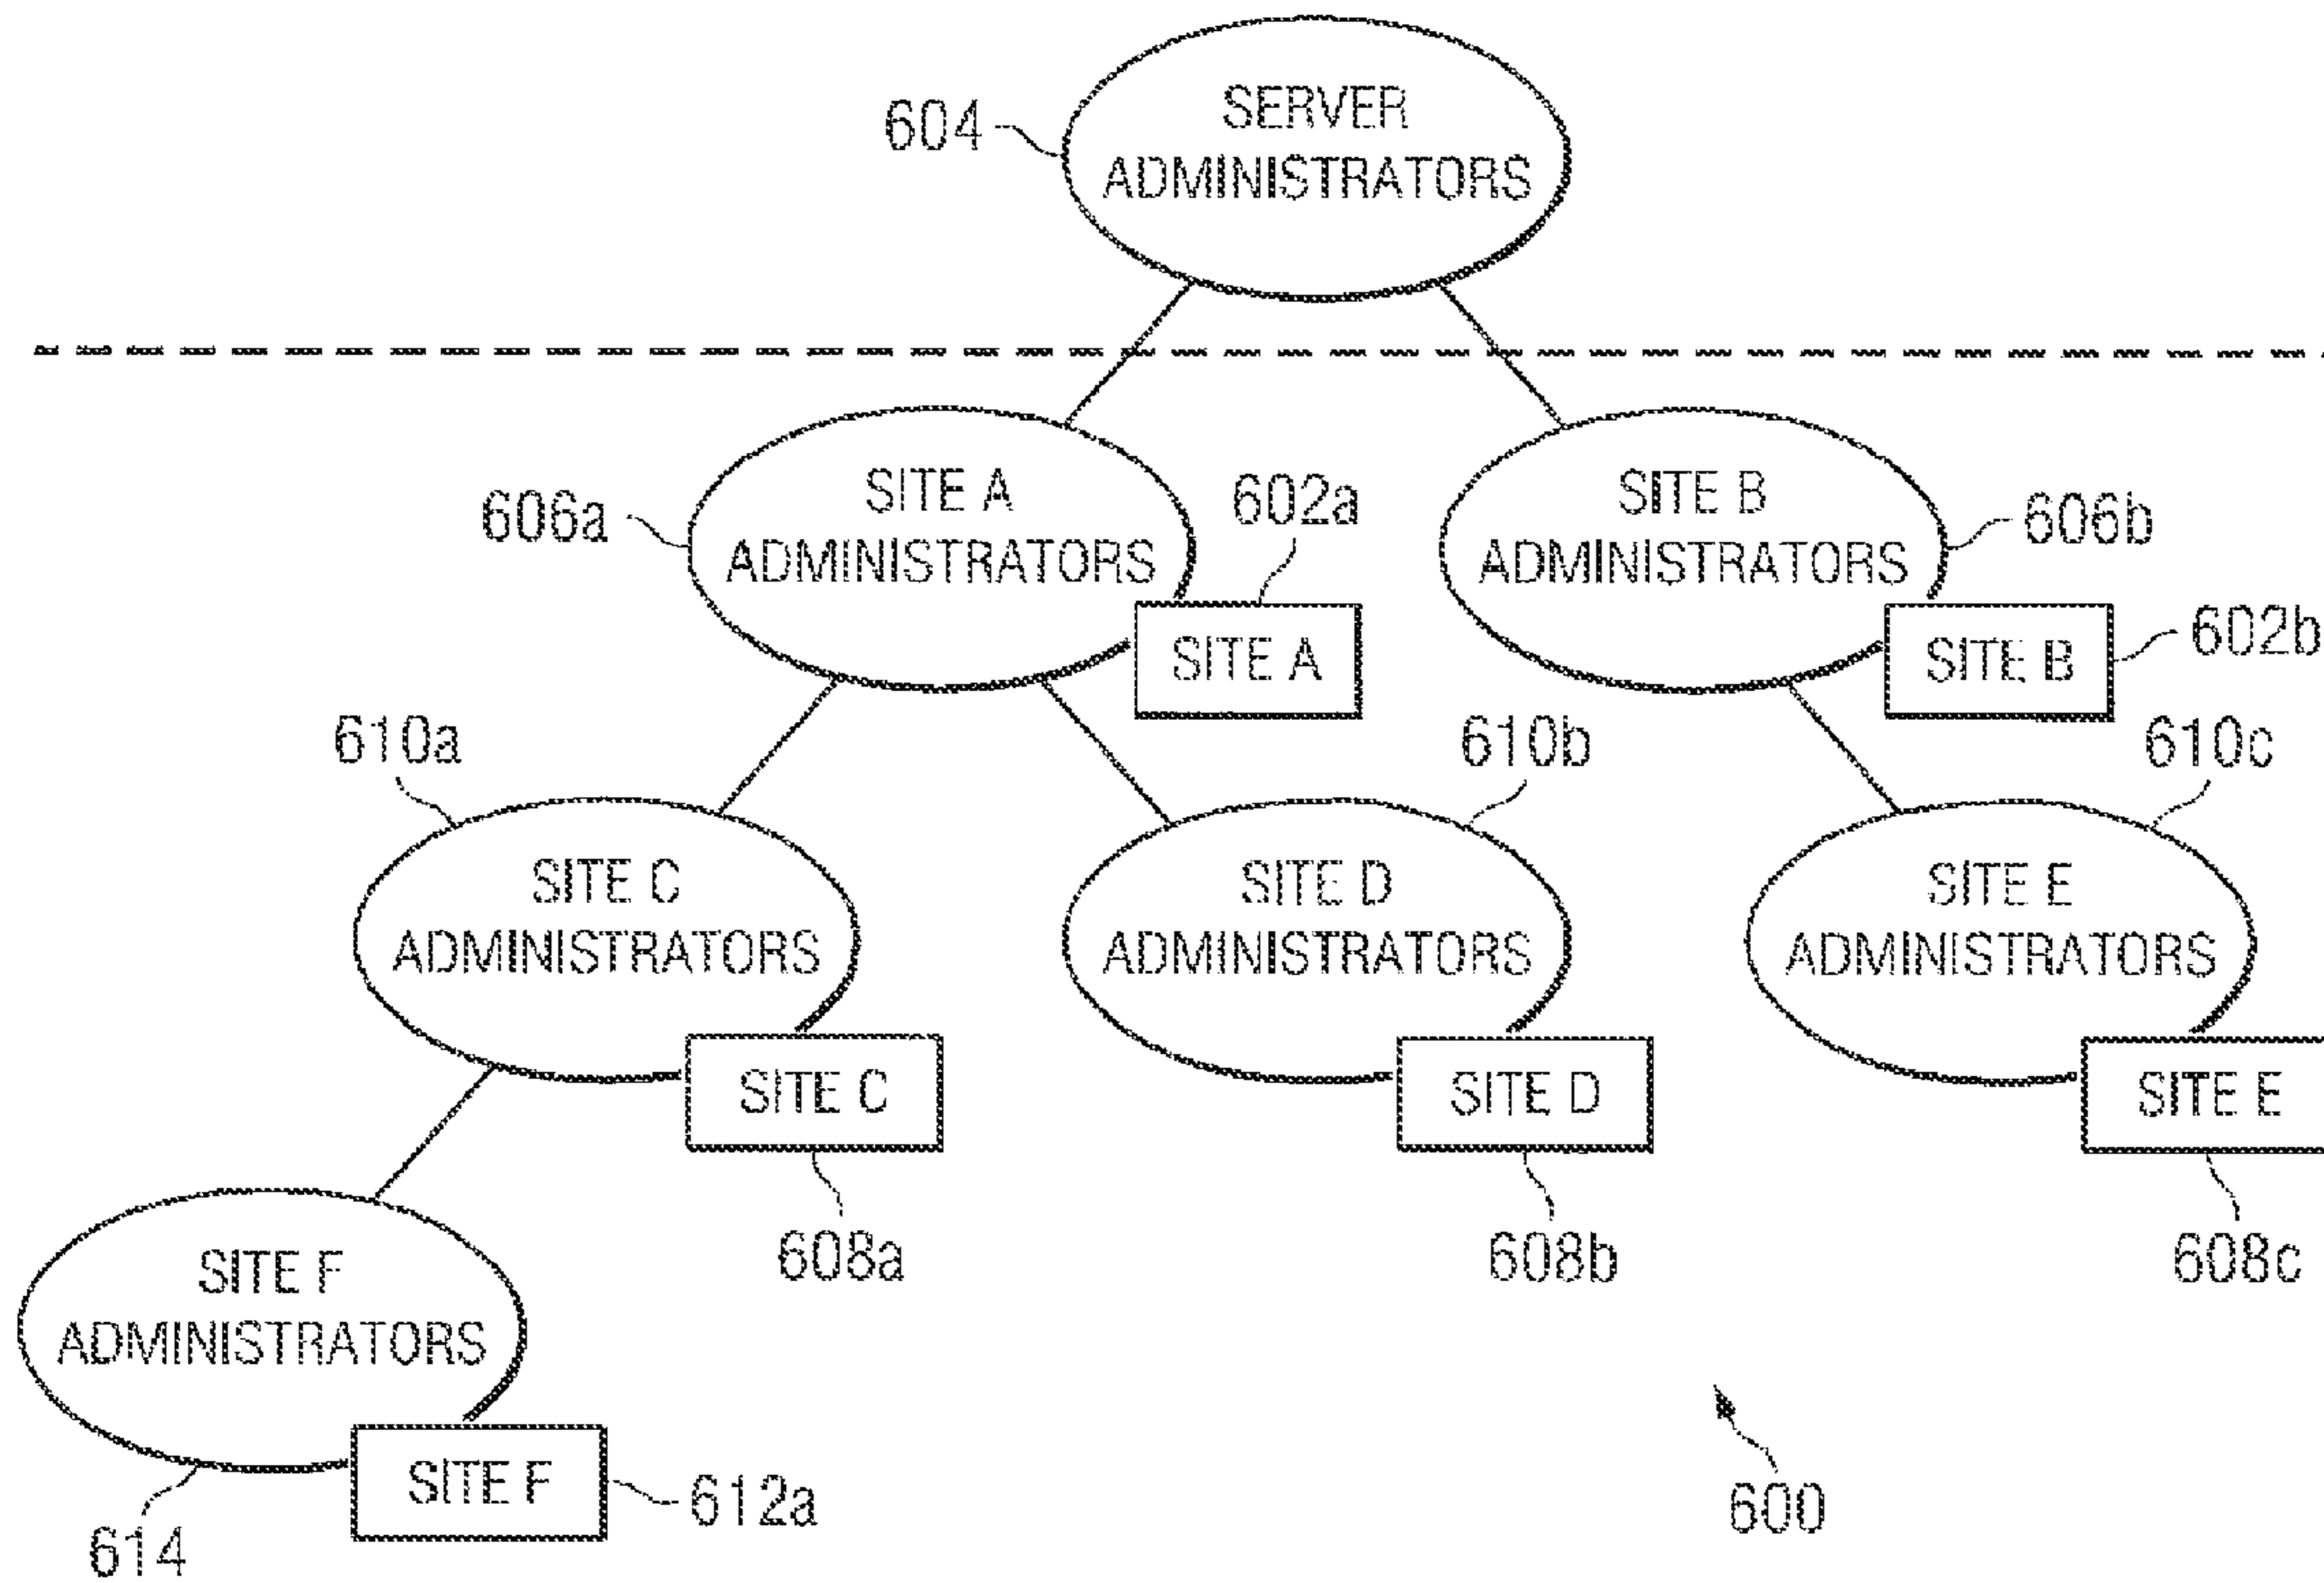 604
SERVER
ADMINISTRATORS
606a
SITE A
ADMINISTRATORS
602a
SITE A
SITE B
ADMINISTRATORS
606b
SITE B
602b
610a
SITE C
ADMINISTRATORS
SITE C
608a
610b
SITE D
ADMINISTRATORS
SITE D
608b
610c
SITE E
ADMINISTRATORS
SITE E
608c
SITE F
ADMINISTRATORS
SITE F
612a
614
600